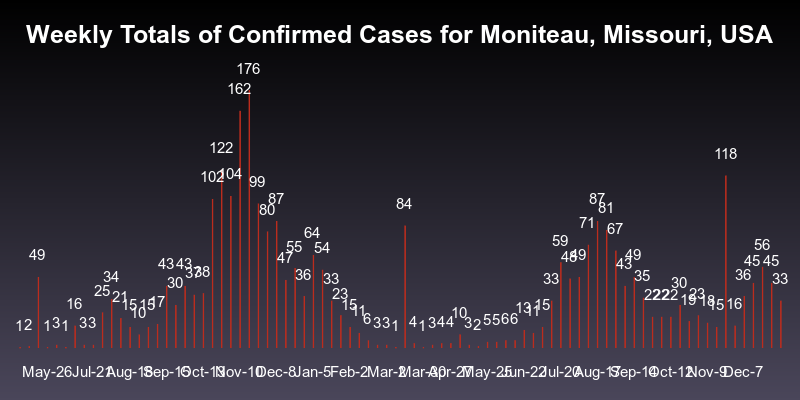 Weekly Totals of Confirmed Cases for Moniteau, Missouri, USA
176
162
122
118
102 104
99
87 87
84
80 81
71
67
64
59
55 54 56
49 47 48 49 49
43 43 43 45 45
37 38 36 35 36
34 33 33 33
30 30
25 23 23
21 22 22 22
16 15 15 17 15 13 15 19 18 15 16
10 11 10 11
12 1 3 1 3 3 6 3 3 1 4 1 3 4 4 3 2 5 5 6 6
May-26 Jul-21 Aug-18 Sep-15 Oct-13 Nov-10 Dec-8 Jan-5 Feb-2 Mar-2 Mar-30 Apr-27 May-25 Jun-22 Jul-20 Aug-17 Sep-14 Oct-12 Nov-9 Dec-7